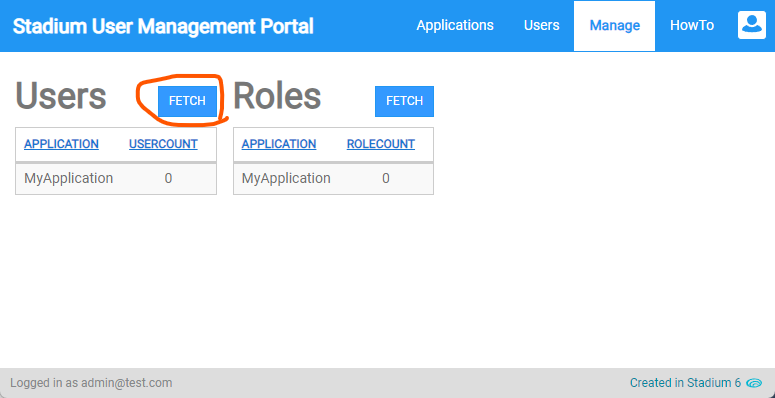 Stadium User Management Portal
Applications Users Manage HowTo
Users FETCH Roles FETCH
APPLICATION USERCOUNT APPLICATION ROLECOUNT
MyApplication 0 MyApplication 0
Logged in as admin@test.com Created in Stadium 6